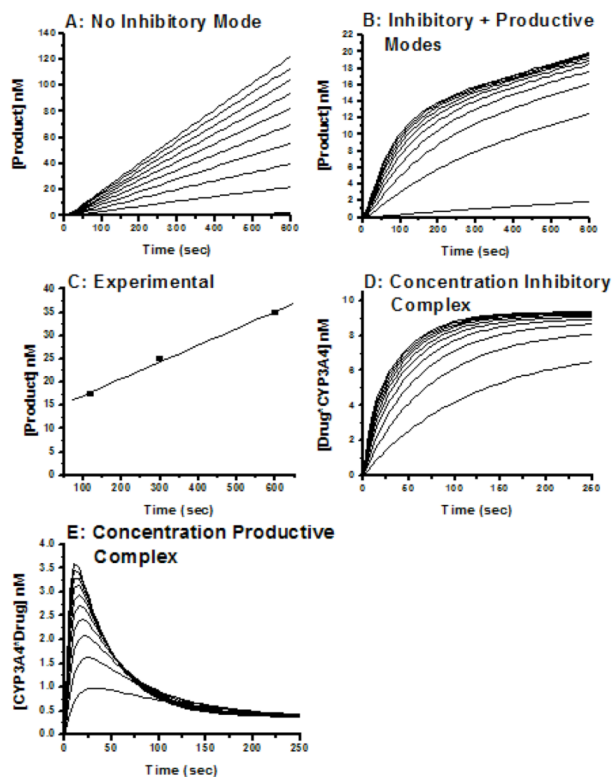 A: No Inhibitory Mode
140
120
100
80
60
40
20
0
[Product] nM
0 100 200 300 400 500 600
Time (sec)
B: Inhibitory + Productive
Modes
22
20
18
16
14
12
10
8
6
4
2
0
[Product] nM
0 100 200 300 400 500 600
Time (sec)
C: Experimental
40
35
30
25
20
15
10
5
0
[Product] nM
100 200 300 400 500 600
Time (sec)
D: Concentration Inhibitory
Complex
10
8
6
4
2
0
[Drug*CYP3A4] nM
0 50 100 150 200 250
Time (sec)
E: Concentration Productive
Complex
4.0
3.5
3.0
2.5
2.0
1.5
1.0
0.5
0.0
[CYP3A4*Drug] nM
0 50 100 150 200 250
Time (sec)